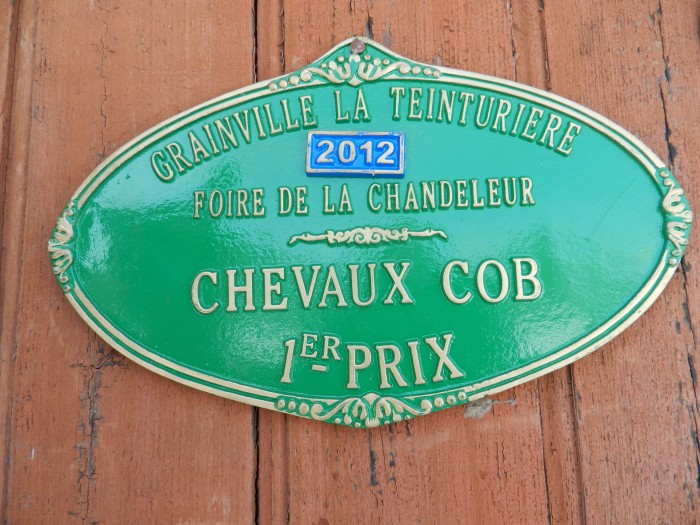 GRAINVILLE LA TEINTURIERE
2012
FOIRE DE LA CHANDELEUR
CHEVAUX COB
1ER-PRIX